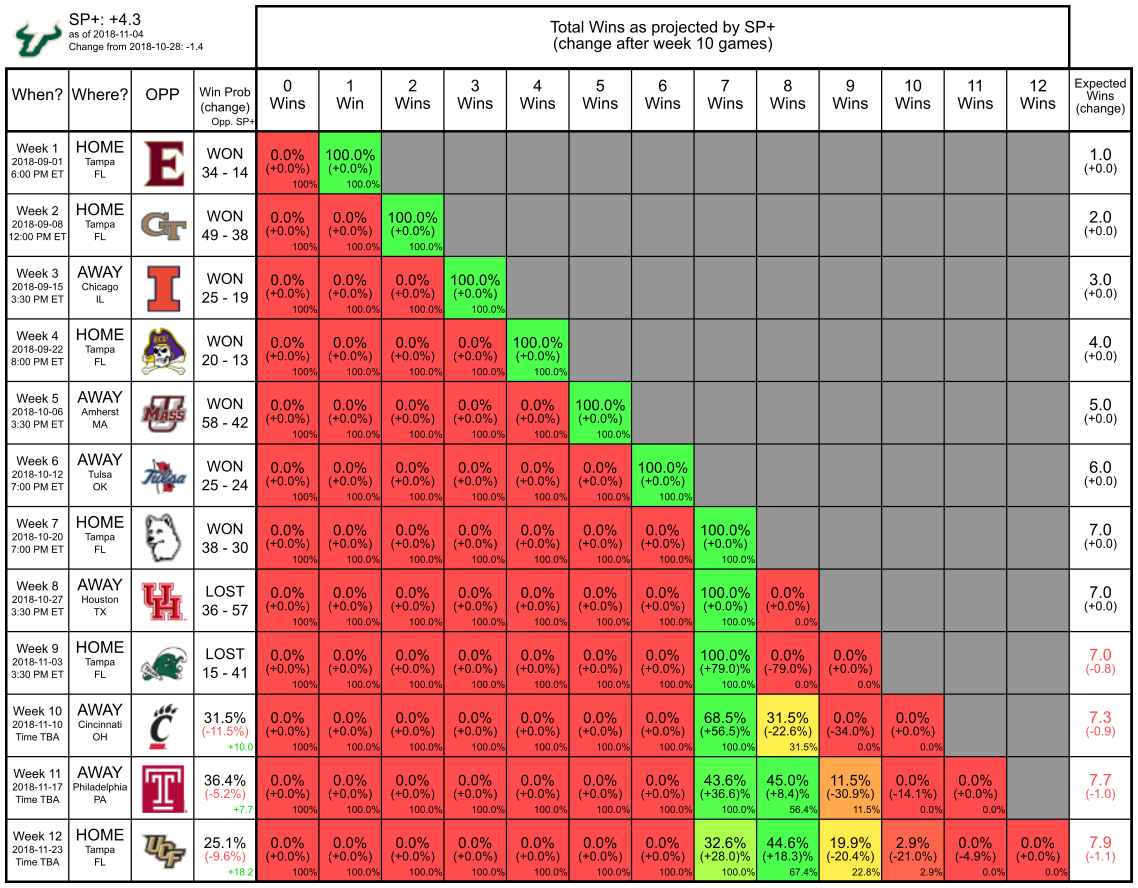 SP+: +4.3
as of 2018-11-04
Change from 2018-10-28: -1.4
Total Wins as projected by SP+
(change after week 10 games)
When? Where? OPP Win Prob (change) Opp. SP+ 0 Wins 1 Win 2 Wins 3 Wins 4 Wins 5 Wins 6 Wins 7 Wins 8 Wins 9 Wins 10 Wins 11 Wins 12 Wins Expected Wins (change)
Week 1 HOME WON 0.0% 100.0% 1.0
2018-09-01 Tampa E (+0.0%) (+0.0%) (+0.0)
6:00 PM ET FL 34 - 14 100% 100.0%
Week 2 HOME WON 0.0% 0.0% 100.0% 2.0
2018-09-08 Tampa GT (+0.0%) (+0.0%) (+0.0%) (+0.0)
12:00 PM ET FL 49 - 38 100% 100.0% 100.0%
Week 3 AWAY WON 0.0% 0.0% 0.0% 100.0% 3.0
2018-09-15 Chicago I (+0.0%) (+0.0%) (+0.0%) (+0.0%) (+0.0)
3:30 PM ET IL 25 - 19 100% 100.0% 100.0% 100.0%
Week 4 HOME WON 0.0% 0.0% 0.0% 0.0% 100.0% 4.0
2018-09-22 Tampa ECU (+0.0%) (+0.0%) (+0.0%) (+0.0%) (+0.0%) (+0.0)
8:00 PM ET FL 20 - 13 100% 100.0% 100.0% 100.0% 100.0%
Week 5 AWAY WON 0.0% 0.0% 0.0% 0.0% 0.0% 100.0% 5.0
2018-10-06 Amherst MASS (+0.0%) (+0.0%) (+0.0%) (+0.0%) (+0.0%) (+0.0%) (+0.0)
3:30 PM ET MA 58 - 42 100% 100.0% 100.0% 100.0% 100.0% 100.0%
Week 6 AWAY WON 0.0% 0.0% 0.0% 0.0% 0.0% 0.0% 100.0% 6.0
2018-10-12 Tulsa Tulsa (+0.0%) (+0.0%) (+0.0%) (+0.0%) (+0.0%) (+0.0%) (+0.0%) (+0.0)
7:00 PM ET OK 25 - 24 100% 100.0% 100.0% 100.0% 100.0% 100.0% 100.0%
Week 7 HOME WON 0.0% 0.0% 0.0% 0.0% 0.0% 0.0% 0.0% 100.0% 7.0
2018-10-20 Tampa (+0.0%) (+0.0%) (+0.0%) (+0.0%) (+0.0%) (+0.0%) (+0.0%) (+0.0%) (+0.0)
7:00 PM ET FL 38 - 30 100% 100.0% 100.0% 100.0% 100.0% 100.0% 100.0% 100.0%
Week 8 AWAY LOST 0.0% 0.0% 0.0% 0.0% 0.0% 0.0% 0.0% 100.0% 0.0% 7.0
2018-10-27 Houston UH (+0.0%) (+0.0%) (+0.0%) (+0.0%) (+0.0%) (+0.0%) (+0.0%) (+0.0%) (+0.0%) (+0.0)
3:30 PM ET TX 36 - 57 100% 100.0% 100.0% 100.0% 100.0% 100.0% 100.0% 100.0% 0.0%
Week 9 HOME LOST 0.0% 0.0% 0.0% 0.0% 0.0% 0.0% 0.0% 100.0% 0.0% 0.0% 7.0
2018-11-03 Tampa (+0.0%) (+0.0%) (+0.0%) (+0.0%) (+0.0%) (+0.0%) (+0.0%) (+79.0)% (-79.0%) (+0.0%) (-0.8)
3:30 PM ET FL 15 - 41 100% 100.0% 100.0% 100.0% 100.0% 100.0% 100.0% 100.0% 0.0% 0.0%
Week 10 AWAY 31.5% 0.0% 0.0% 0.0% 0.0% 0.0% 0.0% 0.0% 68.5% 31.5% 0.0% 0.0% 7.3
2018-11-10 Cincinnati C (-11.5%) (+0.0%) (+0.0%) (+0.0%) (+0.0%) (+0.0%) (+0.0%) (+0.0%) (+56.5)% (-22.6%) (-34.0%) (+0.0%) (-0.9)
Time TBA OH +10.0 100% 100.0% 100.0% 100.0% 100.0% 100.0% 100.0% 100.0% 31.5% 0.0% 0.0%
Week 11 AWAY 36.4% 0.0% 0.0% 0.0% 0.0% 0.0% 0.0% 0.0% 43.6% 45.0% 11.5% 0.0% 0.0% 7.7
2018-11-17 Philadelphia T (-5.2%) (+0.0%) (+0.0%) (+0.0%) (+0.0%) (+0.0%) (+0.0%) (+0.0%) (+36.6)% (+8.4)% (-30.9%) (-14.1%) (+0.0%) (-1.0)
Time TBA PA +7.7 100% 100.0% 100.0% 100.0% 100.0% 100.0% 100.0% 100.0% 56.4% 11.5% 0.0% 0.0%
Week 12 HOME 25.1% 0.0% 0.0% 0.0% 0.0% 0.0% 0.0% 0.0% 32.6% 44.6% 19.9% 2.9% 0.0% 0.0% 7.9
2018-11-23 Tampa UCF (-9.6%) (+0.0%) (+0.0%) (+0.0%) (+0.0%) (+0.0%) (+0.0%) (+0.0%) (+28.0)% (+18.3)% (-20.4%) (-21.0%) (-4.9%) (+0.0%) (-1.1)
Time TBA FL +18.2 100% 100.0% 100.0% 100.0% 100.0% 100.0% 100.0% 100.0% 67.4% 22.8% 2.9% 0.0% 0.0%